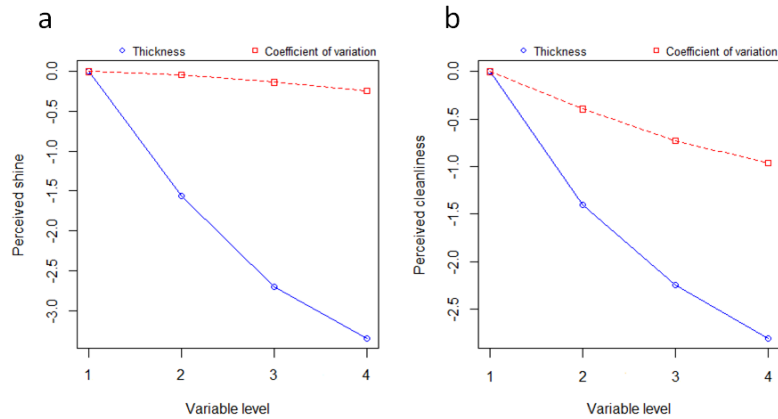 a
Thickness
Coefficient of variation
Perceived shine
0.0
-0.5
-1.0
-1.5
-2.0
-2.5
-3.0
1 2 3 4
Variable level
b
Thickness
Coefficient of variation
Perceived cleanliness
0.0
-0.5
-1.0
-1.5
-2.0
-2.5
1 2 3 4
Variable level